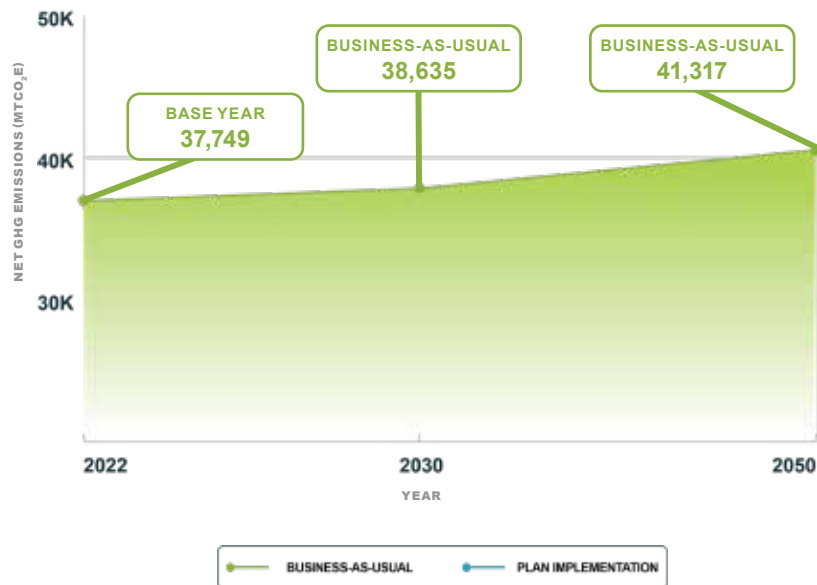 50K
BUSINESS-AS-USUAL
38,635
BUSINESS-AS-USUAL
41,317
BASE YEAR
37,749
40K
30K
NET GHG EMISSIONS (MTCO₂E)
2022
2030
2050
YEAR
BUSINESS-AS-USUAL
PLAN IMPLEMENTATION